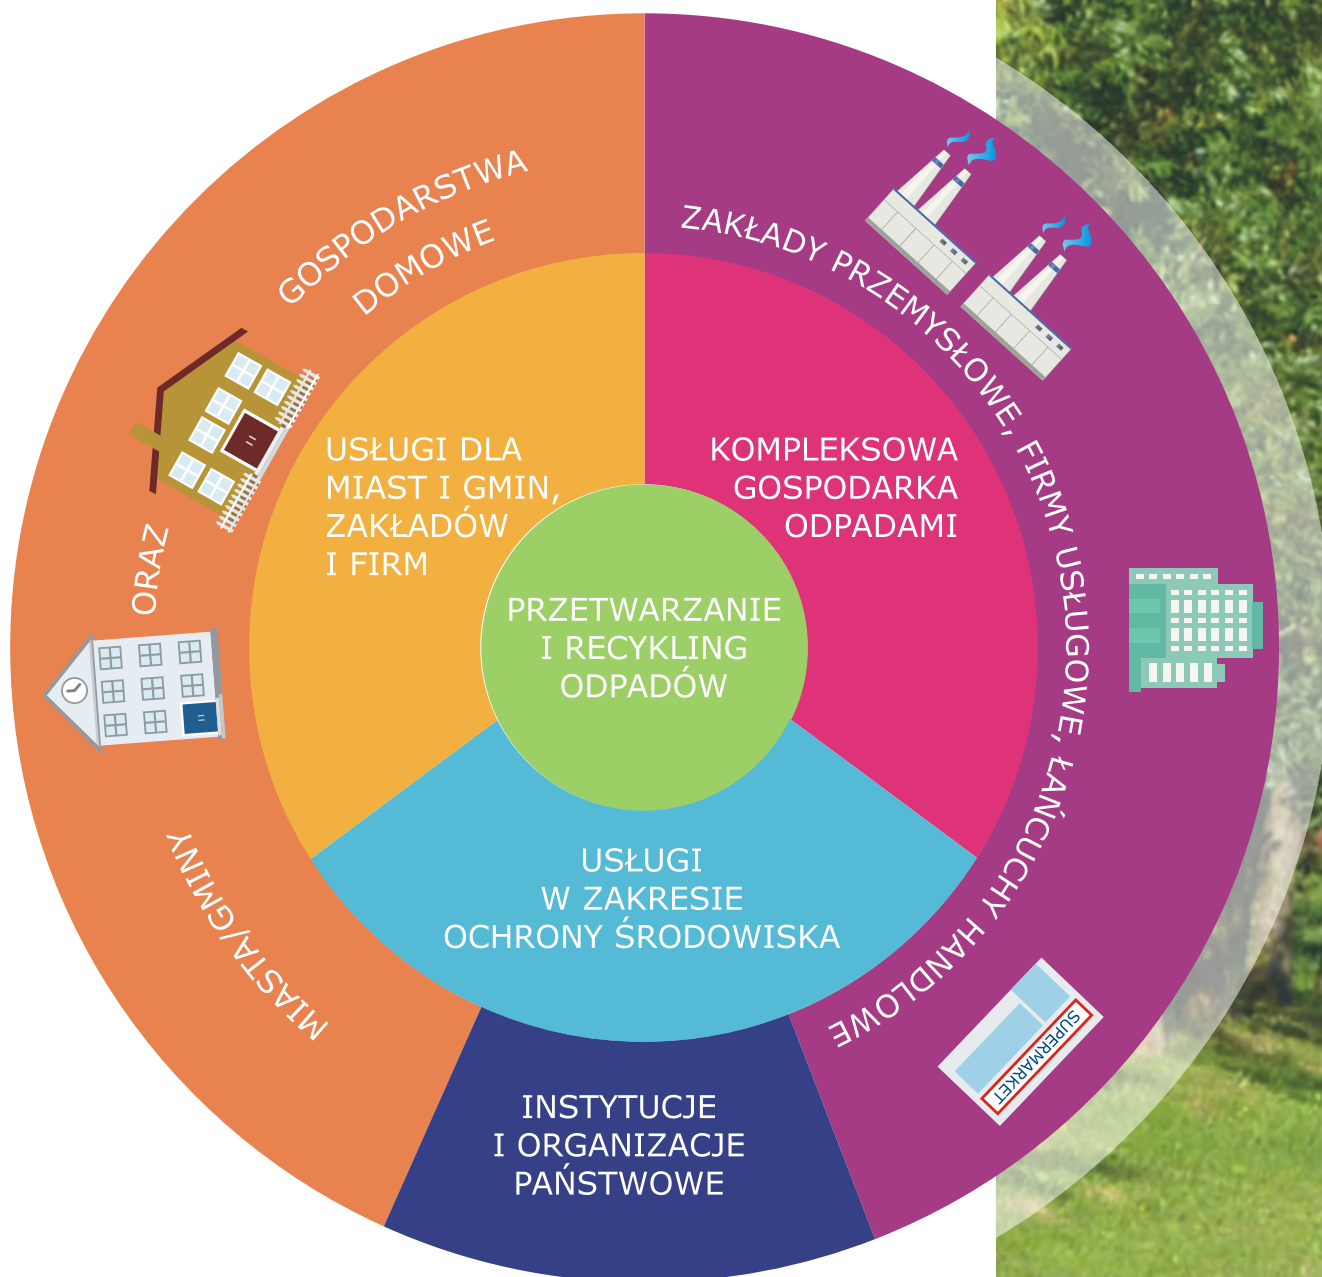 GOSPODARSTWA
DOMOWE
ORAZ
MIASTA/GMINY
ZAKŁADY PRZEMYSŁOWE, FIRMY USŁUGOWE, ŁAŃCUCHY HANDLOWE
SUPERMARKET
USŁUGI DLA
MIAST I GMIN,
ZAKŁADÓW
I FIRM
KOMPLEKSOWA
GOSPODARKA
ODPADAMI
PRZETWARZANIE
I RECYKLING
ODPADÓW
USŁUGI
W ZAKRESIE
OCHRONY ŚRODOWISKA
INSTYTUCJE
I ORGANIZACJE
PAŃSTWOWE